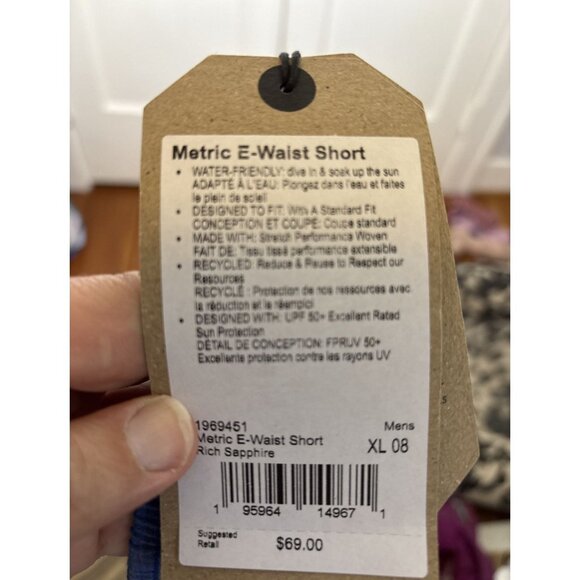 Metric E-Waist Short
• WATER-FRIENDLY: dive in & soak up the sun
ADAPTÉ À L'EAU: Plongez dans l'eau et faites
le plein de soleil
• DESIGNED TO FIT: With A Standard Fit
CONCEPTION ET COUPE: Coupe standard
• MADE WITH: Stretch Performance Woven
FAIT DE: Tissu tissé performance extensible
• RECYCLED: Reduce & Reuse to Respect our
Resources
RECYCLÉ : Protection de nos ressources avec
la réduction et le réemploi
• DESIGNED WITH: UPF 50+ Excellent Rated
Sun Protection
DÉTAIL DE CONCEPTION: FPRUV 50+
Excellente protection contre les rayons UV
1969451 Mens
Metric E-Waist Short XL 08
Rich Sapphire
1 95964 14967 1
Suggested
Retail $69.00